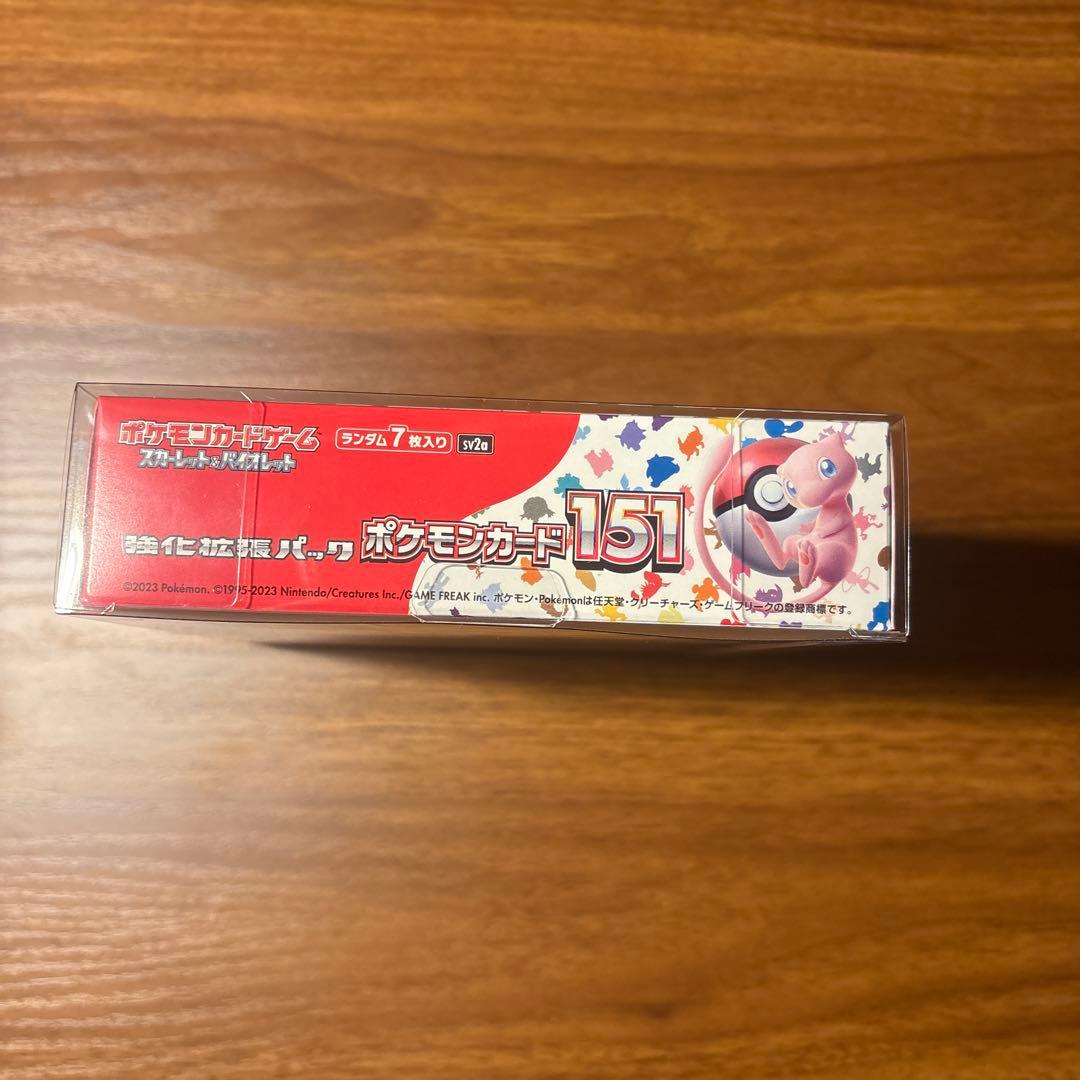 ポケモンカードゲーム
スカーレット&バイオレット
ランダム7枚入り
sv2a
強化拡張パック
ポケモンカード151
©2023 Pokémon. ©1995-2023 Nintendo/Creatures Inc./GAME FREAK inc. ポケモン・Pokémonは任天堂・クリーチャーズ・ゲームフリークの登録商標です。